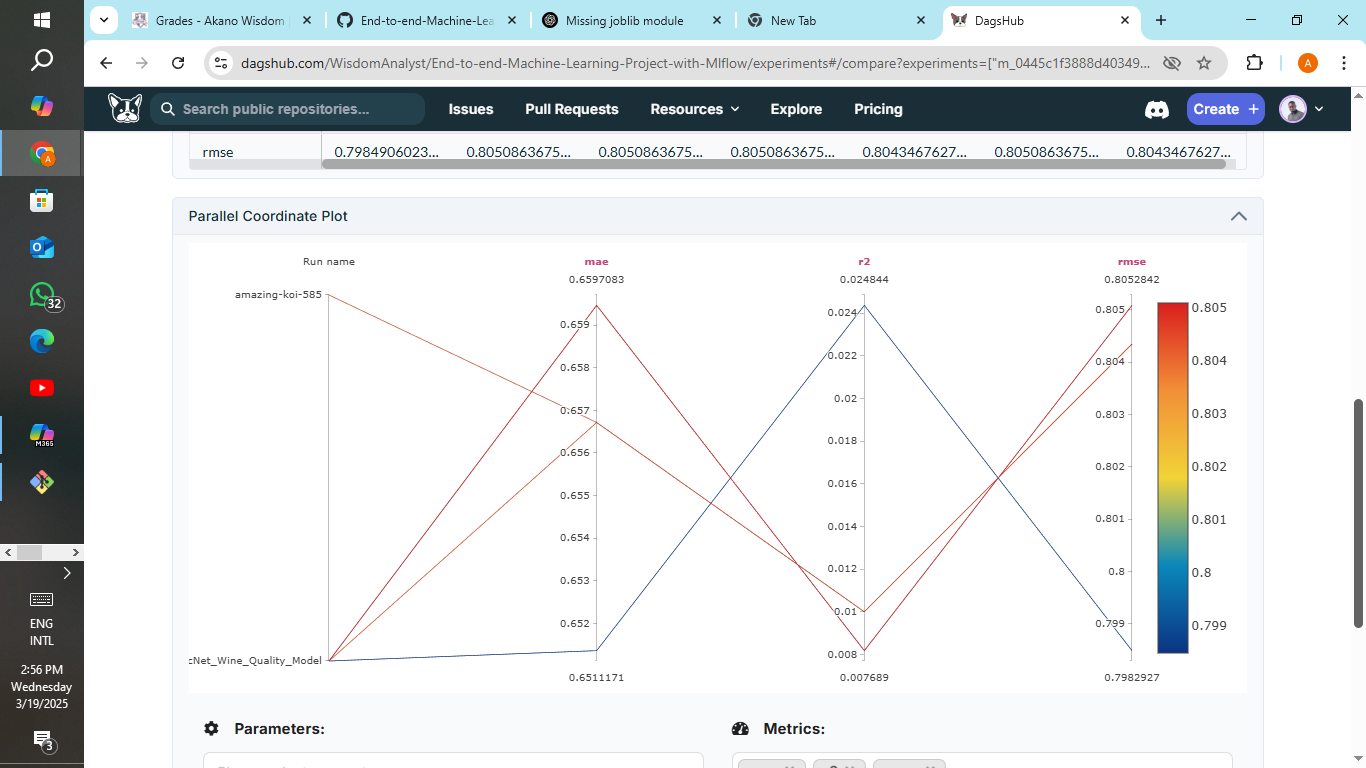 Grades - Akano Wisdom
End-to-end-Machine-Lea
Missing joblib module
New Tab
DagsHub
dagshub.com/WisdomAnalyst/End-to-end-Machine-Learning-Project-with-Mlflow/experiments#/compare?experiments=["m_0445c1f3888d40349...
A
Search public repositories...
Issues
Pull Requests
Resources
Explore
Pricing
Create +
rmse 0.7984906023... 0.8050863675... 0.8050863675... 0.8050863675... 0.8043467627... 0.8050863675... 0.8043467627...
Parallel Coordinate Plot
Run name
mae
r2
rmse
0.6597083
0.024844
0.8052842
amazing-koi-585
cNet_Wine_Quality_Model
0.659
0.658
0.657
0.656
0.655
0.654
0.653
0.652
0.6511171
0.024
0.022
0.02
0.018
0.016
0.014
0.012
0.01
0.008
0.007689
0.805
0.804
0.803
0.802
0.801
0.8
0.799
0.7982927
0.805
0.804
0.803
0.802
0.801
0.8
0.799
Parameters:
Metrics:
A
32
M365
ENG
INTL
2:56 PM
Wednesday
3/19/2025
3